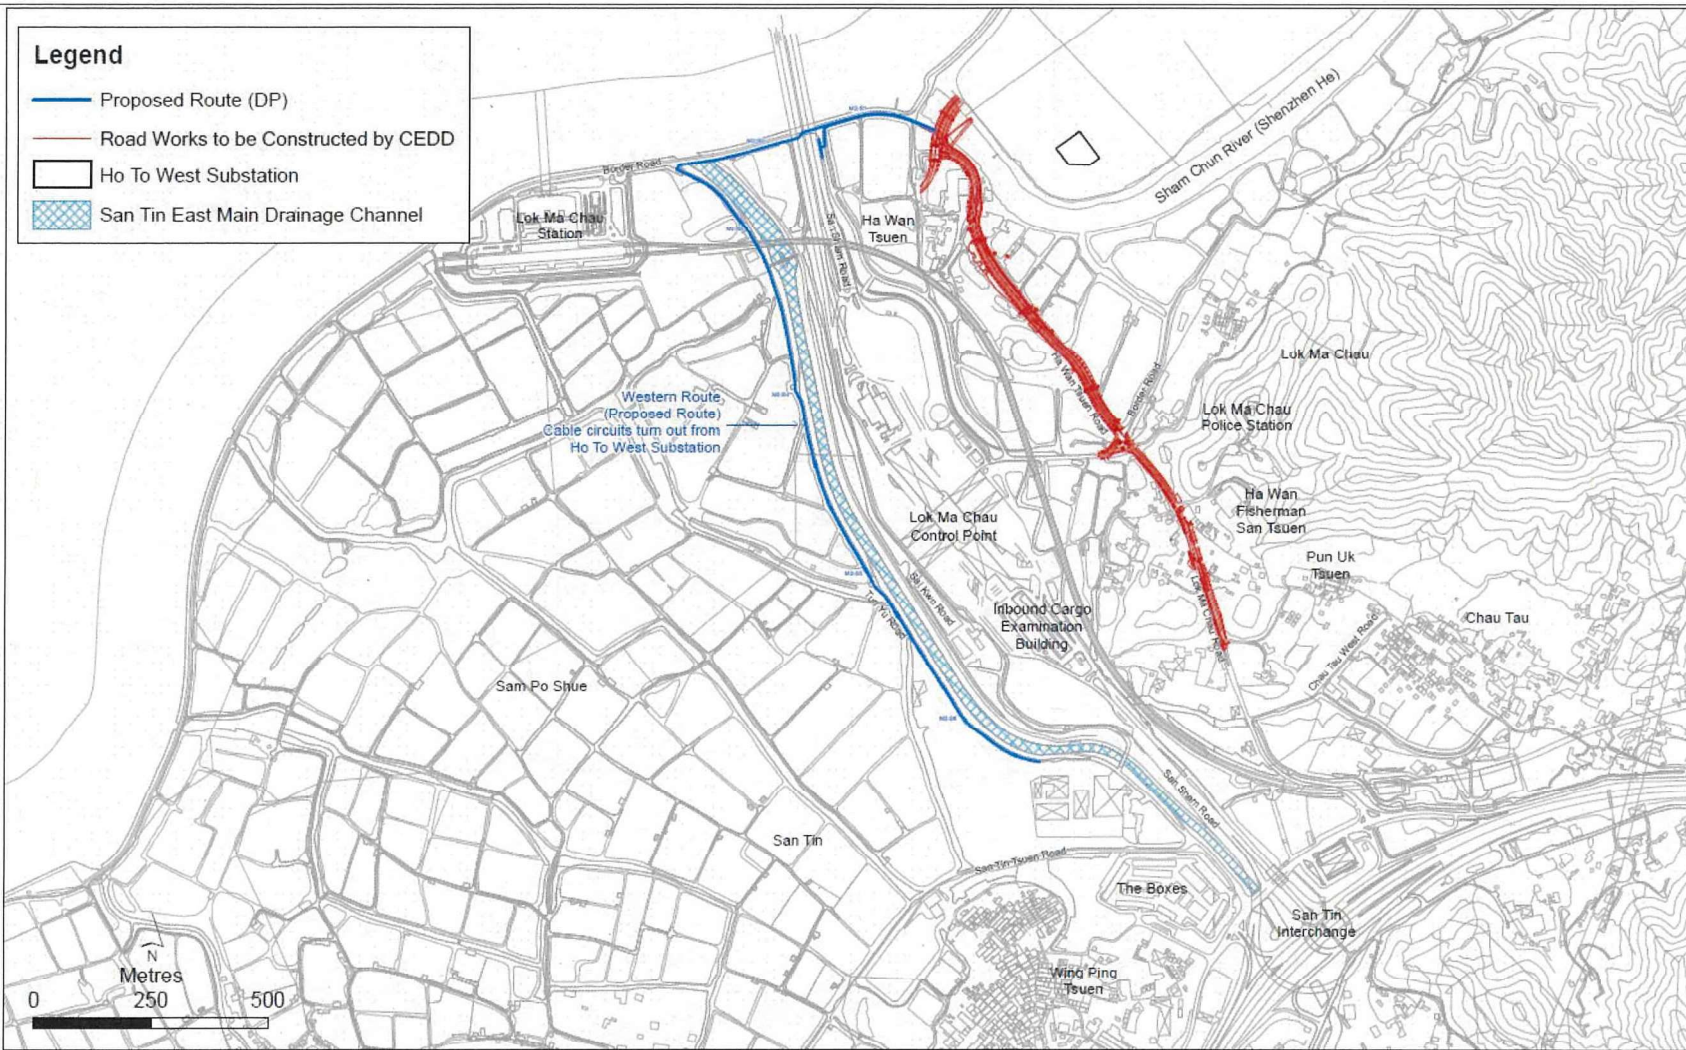 Legend
Proposed Route (DP)
Road Works to be Constructed by CEDD
Ho To West Substation
San Tin East Main Drainage Channel
Sham Chun River (Shenzhen He)
Border Road
Lok Ma Chau
Station
San Sham Road
Ha Wan
Tsuen
Ha Wan Tsuen Road
Border Road
Lok Ma Chau
Lok Ma Chau
Police Station
Western Route
(Proposed Route)
Cable circuits turn out from
Ho To West Substation
Ha Wan
Fisherman
San Tsuen
Lok Ma Chau
Control Point
Pun Uk
Tsuen
Tun Yu Road
Sai Kwo Road
Inbound Cargo
Examination
Building
Lok Ma Chau Road
Chau Tau West Road
Chau Tau
Sam Po Shue
San Sham Road
San Tin
San Tin Tsuen Road
The Boxes
San Tin
Interchange
Wing Ping
Tsuen
N
Metres
0 250 500